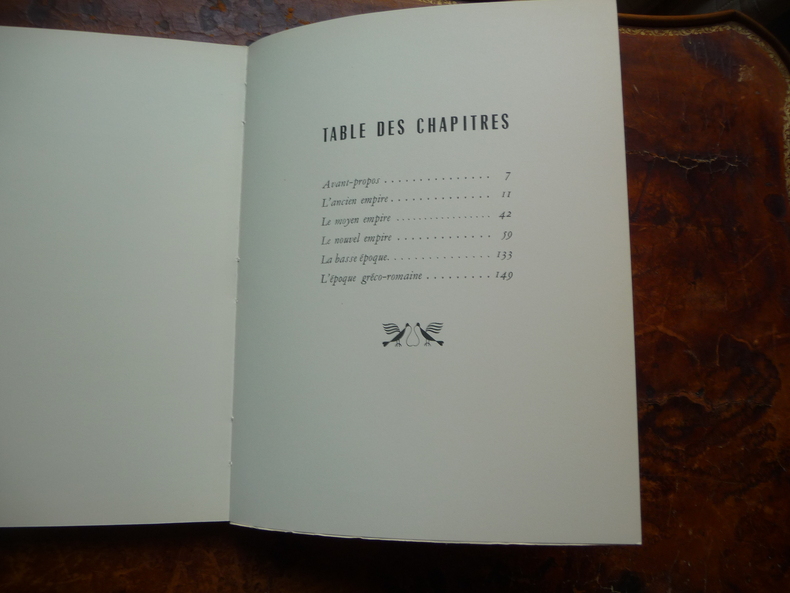 TABLE DES CHAPITRES
Avant-propos . . . . . . . . . . . . . . . 7
L'ancien empire . . . . . . . . . . . . . . 11
Le moyen empire . . . . . . . . . . . . . . 42
Le nouvel empire . . . . . . . . . . . . . 59
La basse époque. . . . . . . . . . . . . . 133
L'époque gréco-romaine . . . . . . . . . 149